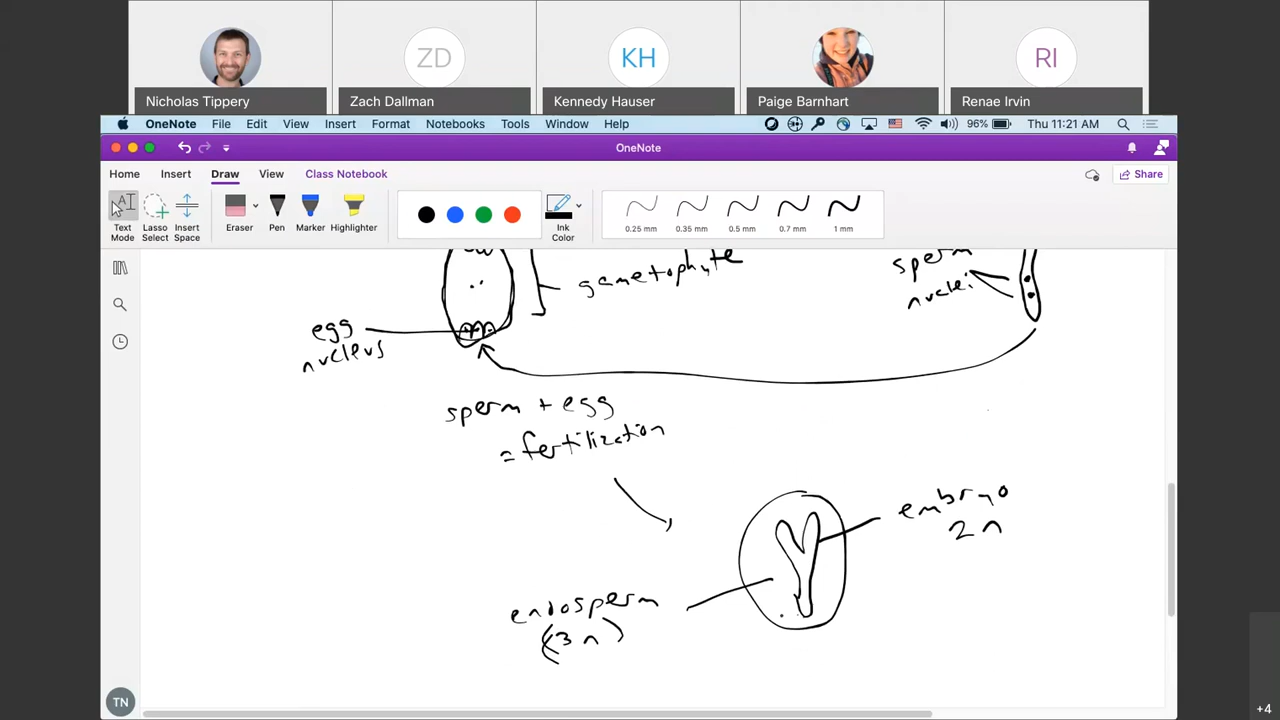 ZD
KH
RI
Nicholas Tippery
Zach Dallman
Kennedy Hauser
Paige Barnhart
Renae Irvin
OneNote File Edit View Insert Format Notebooks Tools Window Help
96% Thu 11:21 AM
OneNote
Home Insert Draw View Class Notebook
Share
Text Mode
Lasso Select
Insert Space
Eraser
Pen
Marker
Highlighter
Ink Color
0.25 mm
0.35 mm
0.5 mm
0.7 mm
1 mm
gametophyte
sperm
nuclei
egg
nucleus
sperm + egg
= fertilization
embryo
2n
endosperm
(3n)
TN
+4